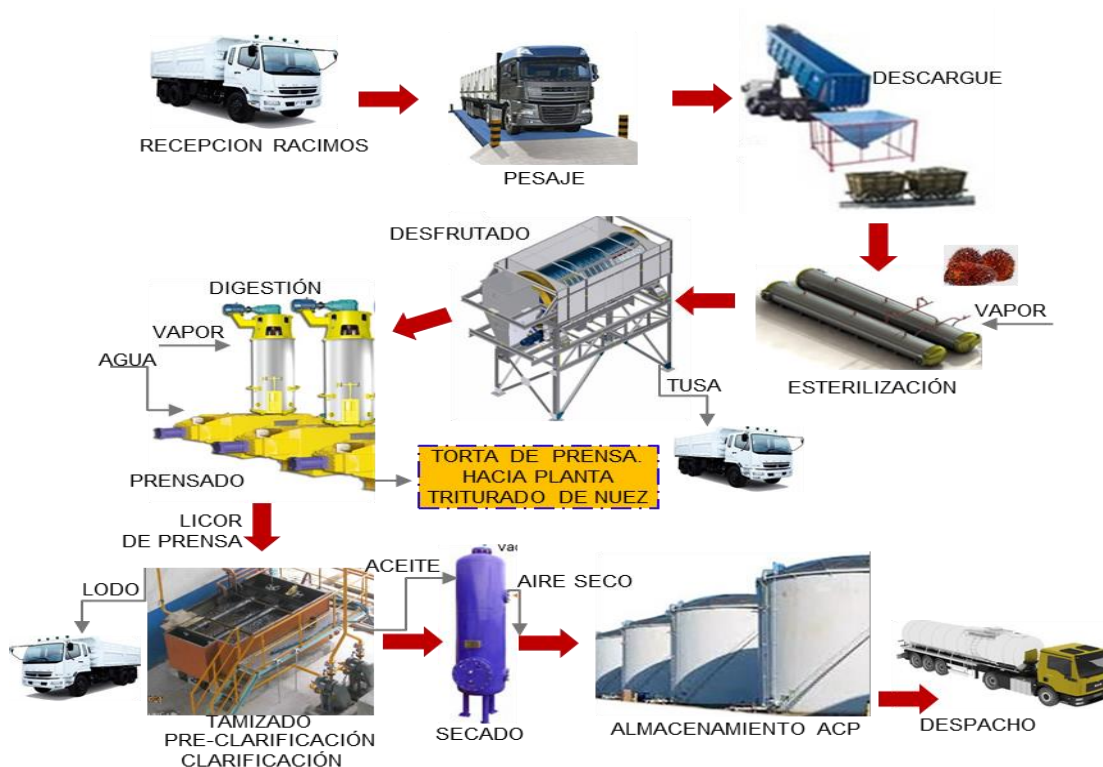 RECEPCION RACIMOS
PESAJE
DESCARGUE
DESFRUTADO
VAPOR
ESTERILIZACIÓN
TUSA
DIGESTIÓN
VAPOR
AGUA
PRENSADO
TORTA DE PRENSA.
HACIA PLANTA
TRITURADO DE NUEZ
LICOR
DE PRENSA
LODO
TAMIZADO
PRE-CLARIFICACIÓN
CLARIFICACIÓN
ACEITE
AIRE SECO
SECADO
ALMACENAMIENTO ACP
DESPACHO